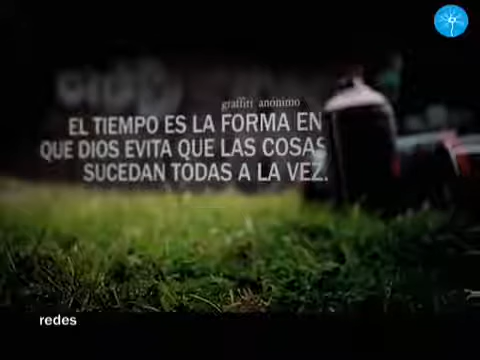 graffiti anónimo
EL TIEMPO ES LA FORMA EN
QUE DIOS EVITA QUE LAS COSAS
SUCEDAN TODAS A LA VEZ.
redes